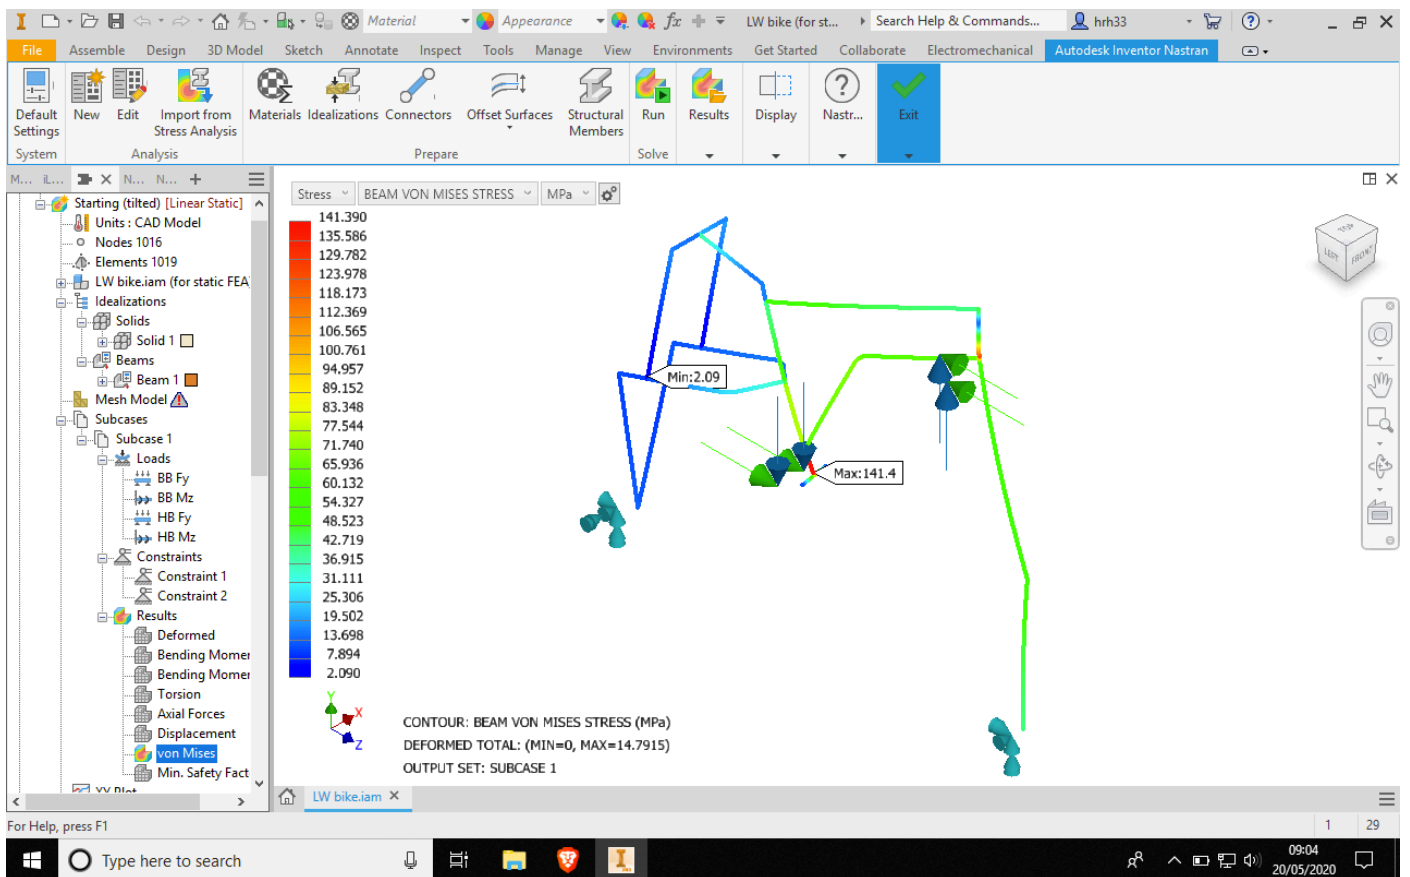 Material
Appearance
fx
LW bike (for st...
Search Help & Commands...
hrh33
File Assemble Design 3D Model Sketch Annotate Inspect Tools Manage View Environments Get Started Collaborate Electromechanical Autodesk Inventor Nastran
Default Settings
New
Edit
Import from Stress Analysis
Materials
Idealizations
Connectors
Offset Surfaces
Structural Members
Run
Results
Display
Nastr...
Exit
System
Analysis
Prepare
Solve
M... iL... N... N... +
Starting (tilted) [Linear Static]
Units : CAD Model
Nodes 1016
Elements 1019
LW bike.iam (for static FEA
Idealizations
Solids
Solid 1
Beams
Beam 1
Mesh Model
Subcases
Subcase 1
Loads
BB Fy
BB Mz
HB Fy
HB Mz
Constraints
Constraint 1
Constraint 2
Results
Deformed
Bending Momer
Bending Momer
Torsion
Axial Forces
Displacement
von Mises
Min. Safety Fact
XY Plot
Stress BEAM VON MISES STRESS MPa
141.390
135.586
129.782
123.978
118.173
112.369
106.565
100.761
94.957
89.152
83.348
77.544
71.740
65.936
60.132
54.327
48.523
42.719
36.915
31.111
25.306
19.502
13.698
7.894
2.090
Min:2.09
Max:141.4
TOP
LEFT
FRONT
Y
X
Z
CONTOUR: BEAM VON MISES STRESS (MPa)
DEFORMED TOTAL: (MIN=0, MAX=14.7915)
OUTPUT SET: SUBCASE 1
LW bike.iam
For Help, press F1
1 29
Type here to search
09:04
20/05/2020